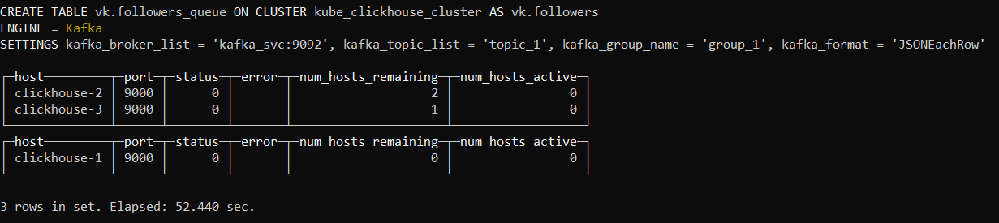 CREATE TABLE vk.followers_queue ON CLUSTER kube_clickhouse_cluster AS vk.followers
ENGINE = Kafka
SETTINGS kafka_broker_list = 'kafka_svc:9092', kafka_topic_list = 'topic_1', kafka_group_name = 'group_1', kafka_format = 'JSONEachRow'
host port status error num_hosts_remaining num_hosts_active
clickhouse-2 9000 0 2 0
clickhouse-3 9000 0 1 0
host port status error num_hosts_remaining num_hosts_active
clickhouse-1 9000 0 0 0
3 rows in set. Elapsed: 52.440 sec.